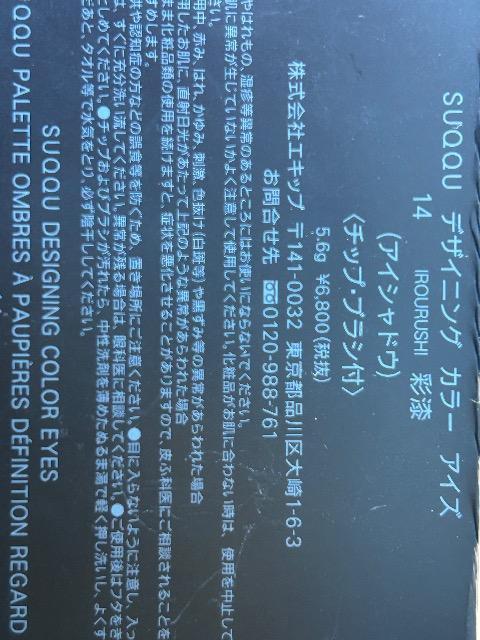 SUQQU デザイニング カラー アイズ
14 IROURUSHI 彩漆
(アイシャドウ)
〈チップ・ブラシ付〉
5.6g ¥6,800(税抜)
株式会社エキップ 〒141-0032 東京都品川区大崎1-6-3
お問合せ先 0120-988-761
やはれもの、湿疹等異常のあるところにはお使いにならないでください。
肌に異常が生じていないかよく注意して使用してください。化粧品がお肌に合わない時は、使用を中止して
さい。
用中、赤み、はれ、かゆみ、刺激、色抜け(白斑等)や黒ずみ等の異常があらわれた場合
用したお肌に、直射日光があたって上記のような異常があらわれた場合
まま化粧品類の使用を続けますと、症状を悪化させることがありますので、皮ふ科医にご相談されることを
すめします。
供や認知症の方などの誤食等を防ぐため、置き場所にご注意ください。●目に入らないように注意し、入っ
は、すぐに充分洗い流してください。異常が残る場合は、眼科医に相談してください。●ご使用後はフタをき
にしめてください。●チップおよびブラシが汚れたら、中性洗剤を薄めたぬるま湯で軽く押し洗いし、よくす
だあと、タオル等で水気をとり、必ず陰干ししてください。
SUQQU DESIGNING COLOR EYES
QQU PALETTE OMBRES À PAUPIÈRES DÉFINITION REGARD